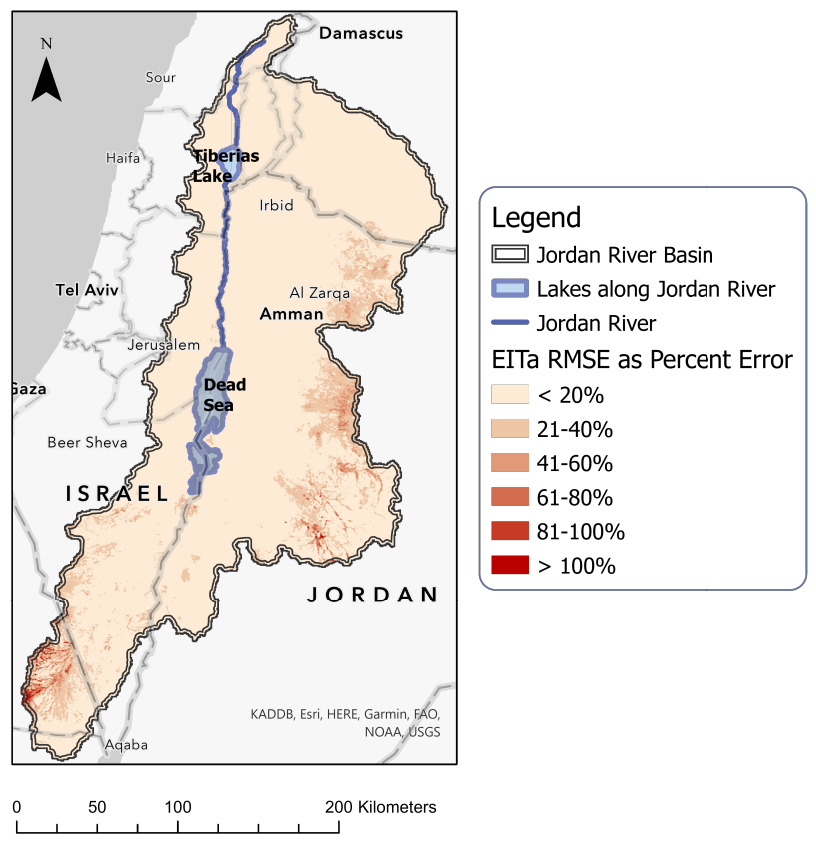 N
Damascus
Sour
Haifa
Tiberias
Lake
Irbid
Tel Aviv
Al Zarqa
Amman
Jerusalem
Dead
Sea
Gaza
Beer Sheva
ISRAEL
JORDAN
KADDB, Esri, HERE, Garmin, FAO,
NOAA, USGS
Aqaba
0 50 100 200 Kilometers
Legend
Jordan River Basin
Lakes along Jordan River
Jordan River
EITa RMSE as Percent Error
< 20%
21-40%
41-60%
61-80%
81-100%
> 100%